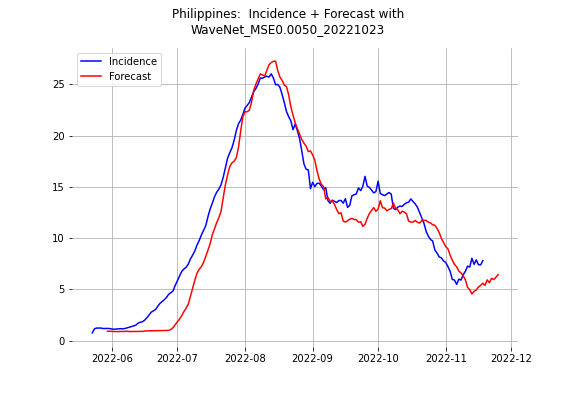 Philippines:  Incidence + Forecast with
WaveNet_MSE0.0050_20221023
Incidence
Forecast
25
20
15
10
5
0
2022-06 2022-07 2022-08 2022-09 2022-10 2022-11 2022-12